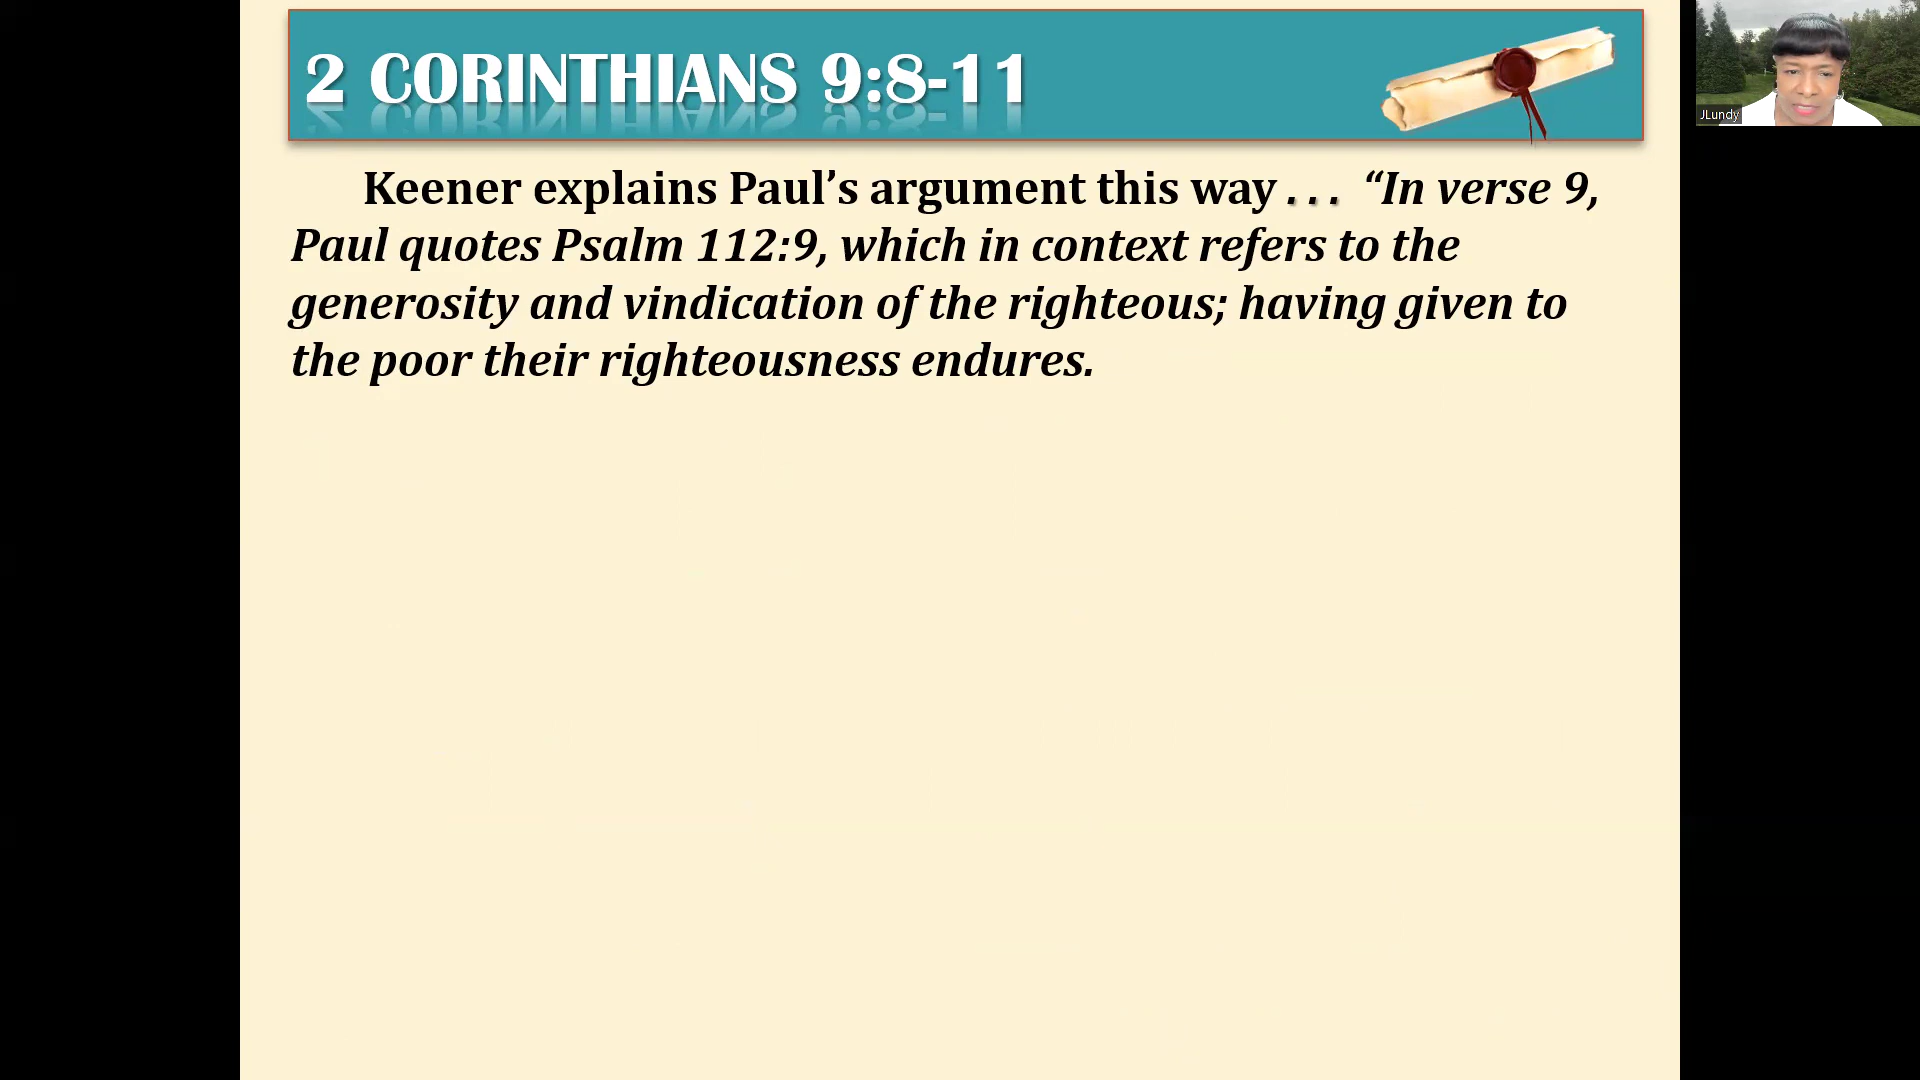 2 CORINTHIANS 9:8-11
JLundy
Keener explains Paul’s argument this way . . . “In verse 9,
Paul quotes Psalm 112:9, which in context refers to the
generosity and vindication of the righteous; having given to
the poor their righteousness endures.